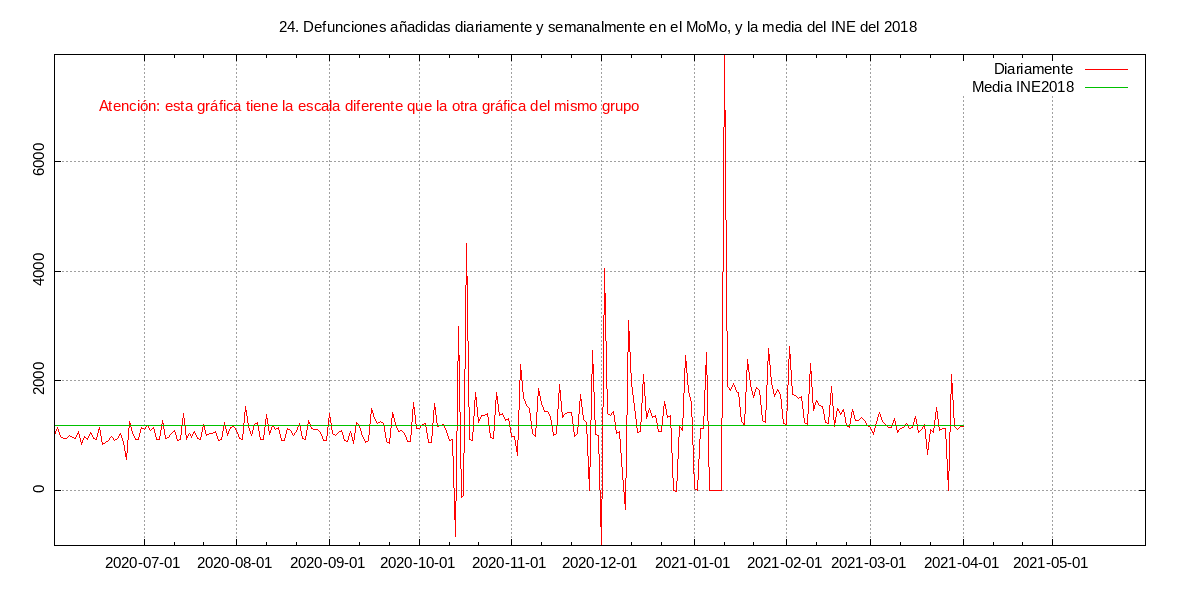 24. Defunciones añadidas diariamente y semanalmente en el MoMo, y la media del INE del 2018
Diariamente
Media INE2018
Atención: esta gráfica tiene la escala diferente que la otra gráfica del mismo grupo
6000
4000
2000
0
2020-07-01 2020-08-01 2020-09-01 2020-10-01 2020-11-01 2020-12-01 2021-01-01 2021-02-01 2021-03-01 2021-04-01 2021-05-01